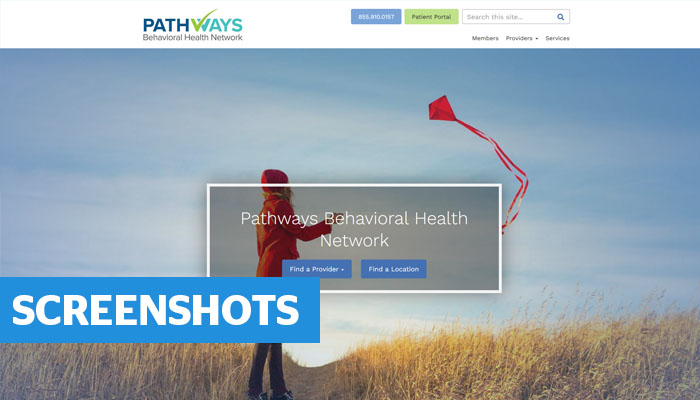 PATHWAYS
Behavioral Health Network
855.810.0157
Patient Portal
Search this site...
Members
Providers
Services
Pathways Behavioral Health
Network
Find a Provider
Find a Location
SCREENSHOTS